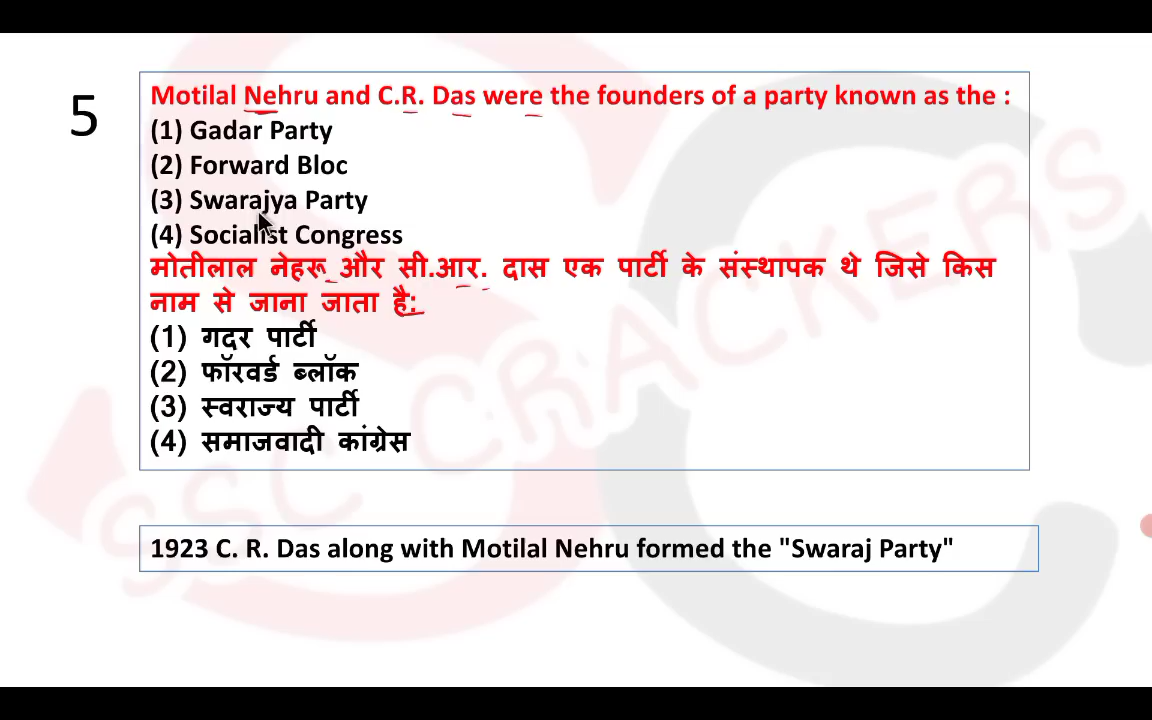 5
Motilal Nehru and C.R. Das were the founders of a party known as the :
(1) Gadar Party
(2) Forward Bloc
(3) Swarajya Party
(4) Socialist Congress
मोतीलाल नेहरू और सी.आर. दास एक पार्टी के संस्थापक थे जिसे किस
नाम से जाना जाता है:
(1) गदर पार्टी
(2) फॉरवर्ड ब्लॉक
(3) स्वराज्य पार्टी
(4) समाजवादी कांग्रेस
1923 C. R. Das along with Motilal Nehru formed the "Swaraj Party"
SSC CRACKERS